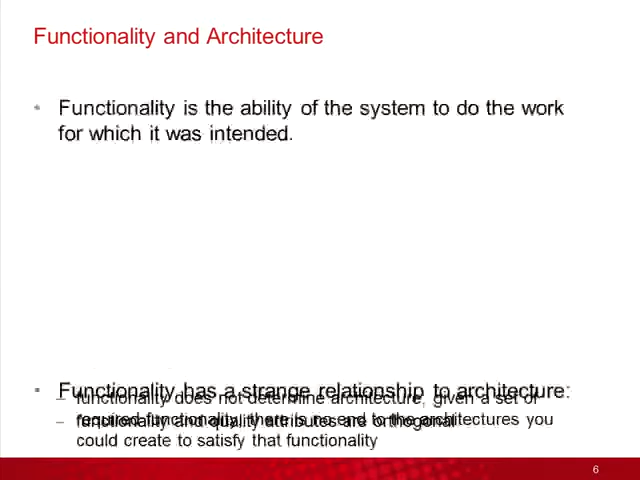 Functionality and Architecture
• Functionality is the ability of the system to do the work
for which it was intended.
• Functionality has a strange relationship to architecture:
– functionality does not determine architecture, given a set of
required functionality, there is no end to the architectures you
could create to satisfy that functionality
– functionality and quality attributes are orthogonal
6